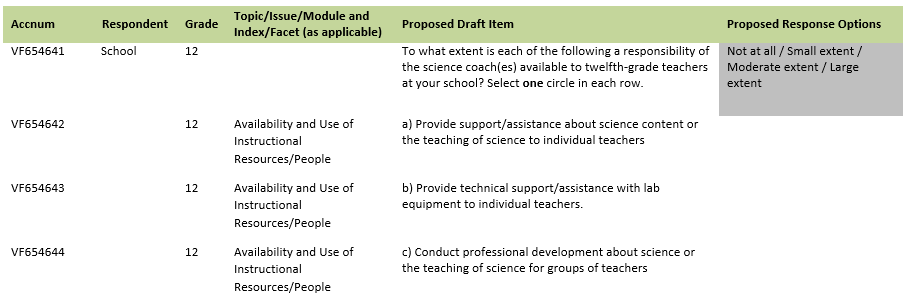 Accnum Respondent Grade Topic/Issue/Module and Index/Facet (as applicable) Proposed Draft Item Proposed Response Options
VF654641 School 12 To what extent is each of the following a responsibility of Not at all / Small extent /
the science coach(es) available to twelfth-grade teachers Moderate extent / Large
at your school? Select one circle in each row. extent
VF654642 12 Availability and Use of a) Provide support/assistance about science content or
Instructional the teaching of science to individual teachers
Resources/People
VF654643 12 Availability and Use of b) Provide technical support/assistance with lab
Instructional equipment to individual teachers.
Resources/People
VF654644 12 Availability and Use of c) Conduct professional development about science or
Instructional the teaching of science for groups of teachers
Resources/People